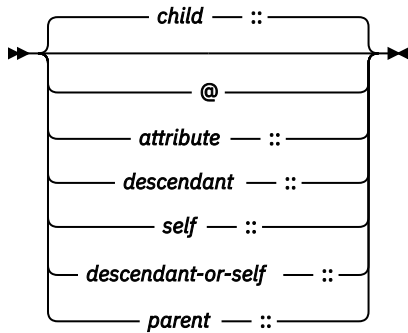 child ::
@
attribute ::
descendant ::
self ::
descendant-or-self ::
parent ::